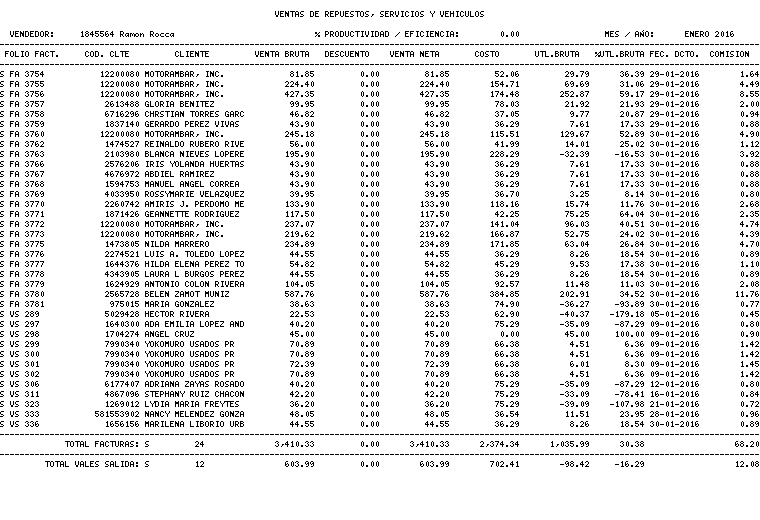 VENTAS DE REPUESTOS, SERVICIOS Y VEHICULOS
VENDEDOR: 1845564 Ramon Rocca % PRODUCTIVIDAD / EFICIENCIA: 0.00 MES / AÑO: ENERO 2016
FOLIO FACT. COD. CLTE CLIENTE VENTA BRUTA DESCUENTO VENTA NETA COSTO UTL.BRUTA %UTL.BRUTA FEC. DCTO. COMISION
S FA 3754 12200080 MOTORAMBAR, INC. 81.85 0.00 81.85 52.06 29.79 36.39 29-01-2016 1.64
S FA 3755 12200080 MOTORAMBAR, INC. 224.40 0.00 224.40 154.71 69.69 31.06 29-01-2016 4.49
S FA 3756 12200080 MOTORAMBAR, INC. 427.35 0.00 427.35 174.48 252.87 59.17 29-01-2016 8.55
S FA 3757 2613488 GLORIA BENITEZ 99.95 0.00 99.95 78.03 21.92 21.93 29-01-2016 2.00
S FA 3758 6716296 CHRSTIAN TORRES GARC 46.82 0.00 46.82 37.05 9.77 20.87 29-01-2016 0.94
S FA 3759 1837140 GERARDO PEREZ VIVAS 43.90 0.00 43.90 36.29 7.61 17.33 29-01-2016 0.88
S FA 3760 12200080 MOTORAMBAR, INC. 245.18 0.00 245.18 115.51 129.67 52.89 30-01-2016 4.90
S FA 3762 1474527 REINALDO RUBERO RIVE 56.00 0.00 56.00 41.99 14.01 25.02 30-01-2016 1.12
S FA 3763 2103980 BLANCA NIEVES LOPERE 195.90 0.00 195.90 228.29 -32.39 -16.53 30-01-2016 3.92
S FA 3766 2576206 IRIS YOLANDA HUERTAS 43.90 0.00 43.90 36.29 7.61 17.33 30-01-2016 0.88
S FA 3767 4676972 ABDIEL RAMIREZ 43.90 0.00 43.90 36.29 7.61 17.33 30-01-2016 0.88
S FA 3768 1594753 MANUEL ANGEL CORREA 43.90 0.00 43.90 36.29 7.61 17.33 30-01-2016 0.88
S FA 3769 4033950 ROSSYMARIE VELAZQUEZ 39.95 0.00 39.95 36.70 3.25 8.14 30-01-2016 0.80
S FA 3770 2260742 AMIRIS J. PERDOMO ME 133.90 0.00 133.90 118.16 15.74 11.76 30-01-2016 2.68
S FA 3771 1871426 GEANNETTE RODRIGUEZ 117.50 0.00 117.50 42.25 75.25 64.04 30-01-2016 2.35
S FA 3772 12200080 MOTORAMBAR, INC. 237.07 0.00 237.07 141.04 96.03 40.51 30-01-2016 4.74
S FA 3773 12200080 MOTORAMBAR, INC. 219.62 0.00 219.62 166.87 52.75 24.02 30-01-2016 4.39
S FA 3775 1473805 NILDA MARRERO 234.89 0.00 234.89 171.85 63.04 26.84 30-01-2016 4.70
S FA 3776 2274521 LUIS A. TOLEDO LOPEZ 44.55 0.00 44.55 36.29 8.26 18.54 30-01-2016 0.89
S FA 3777 1644376 HILDA ELENA PEREZ TO 54.82 0.00 54.82 45.29 9.53 17.38 30-01-2016 1.10
S FA 3778 4343905 LAURA L BURGOS PEREZ 44.55 0.00 44.55 36.29 8.26 18.54 30-01-2016 0.89
S FA 3779 1624929 ANTONIO COLON RIVERA 104.05 0.00 104.05 92.57 11.48 11.03 30-01-2016 2.08
S FA 3780 2565728 BELEN ZAMOT MUNIZ 587.76 0.00 587.76 384.85 202.91 34.52 30-01-2016 11.76
S FA 3781 975015 MARIA GONZALEZ 38.63 0.00 38.63 74.90 -36.27 -93.89 30-01-2016 0.77
S VS 289 5029428 HECTOR RIVERA 22.53 0.00 22.53 62.90 -40.37 -179.18 05-01-2016 0.45
S VS 297 1640300 ADA EMILIA LOPEZ AND 40.20 0.00 40.20 75.29 -35.09 -87.29 09-01-2016 0.80
S VS 298 1704274 ANGEL CRUZ 45.00 0.00 45.00 0.00 45.00 100.00 09-01-2016 0.90
S VS 299 7990340 YOKOMURO USADOS PR 70.89 0.00 70.89 66.38 4.51 6.36 09-01-2016 1.42
S VS 300 7990340 YOKOMURO USADOS PR 70.89 0.00 70.89 66.38 4.51 6.36 09-01-2016 1.42
S VS 301 7990340 YOKOMURO USADOS PR 72.39 0.00 72.39 66.38 6.01 8.30 09-01-2016 1.45
S VS 302 7990340 YOKOMURO USADOS PR 70.89 0.00 70.89 66.38 4.51 6.36 09-01-2016 1.42
S VS 306 6177407 ADRIANA ZAYAS ROSADO 40.20 0.00 40.20 75.29 -35.09 -87.29 12-01-2016 0.80
S VS 311 4867096 STEPHANY RUIZ CHACON 42.20 0.00 42.20 75.29 -33.09 -78.41 16-01-2016 0.84
S VS 323 1269012 LYDIA MARIA FREYTES 36.20 0.00 36.20 75.29 -39.09 -107.98 21-01-2016 0.72
S VS 333 581553902 NANCY MELENDEZ GONZA 48.05 0.00 48.05 36.54 11.51 23.95 28-01-2016 0.96
S VS 336 1656156 MARILENA LIBORIO URB 44.55 0.00 44.55 36.29 8.26 18.54 30-01-2016 0.89
TOTAL FACTURAS: S 24 3,410.33 0.00 3,410.33 2,374.34 1,035.99 30.38 68.20
TOTAL VALES SALIDA: S 12 603.99 0.00 603.99 702.41 -98.42 -16.29 12.08